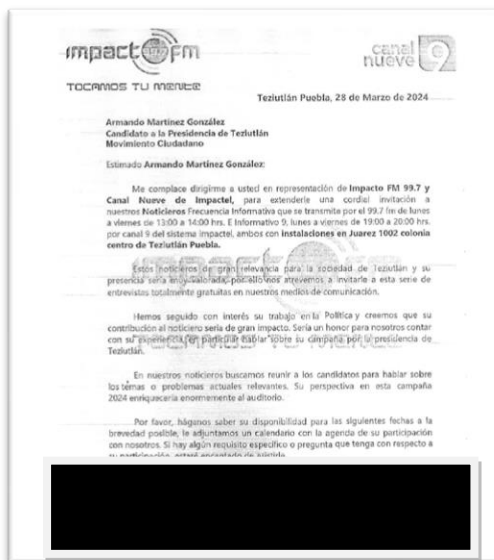 impacto fm
canal
nueve 9
TOCAMOS TU MENTE
Teziutlán Puebla, 28 de Marzo de 2024
Armando Martínez González
Candidato a la Presidencia de Teziutlán
Movimiento Ciudadano
Estimado Armando Martínez González:
Me complace dirigirme a usted en representación de Impacto FM 99.7 y
Canal Nueve de Impactel, para extenderle una cordial invitación a
nuestros Noticieros Frecuencia Informativa que se transmite por el 99.7 fm de lunes
a viernes de 13:00 a 14:00 hrs. E Informativo 9, lunes a viernes de 19:00 a 20:00 hrs.
por canal 9 del sistema impactel, ambos con instalaciones en Juarez 1002 colonia
centro de Teziutlán Puebla.
Estos noticieros de gran relevancia para la sociedad de Teziutlán y su
presencia sería muy valorada, por ello nos atrevemos a invitarle a esta serie de
entrevistas totalmente gratuitas en nuestros medios de comunicación.
Hemos seguido con interés su trabajo en la Política y creemos que su
contribución al noticiero seria de gran impacto. Sería un honor para nosotros contar
con su experiencia, en particular hablar sobre su campaña por la presidencia de
Teziutlán.
En nuestros noticieros buscamos reunir a los candidatos para hablar sobre
los temas o problemas actuales relevantes. Su perspectiva en esta campaña
2024 enriquecería enormemente al auditorio.
Por favor, háganos saber su disponibilidad para las siguientes fechas a la
brevedad posible, le adjuntamos un calendario con la agenda de su participación
con nosotros. Si hay algún requisito específico o pregunta que tenga con respecto a
su participación, estaré encantado de